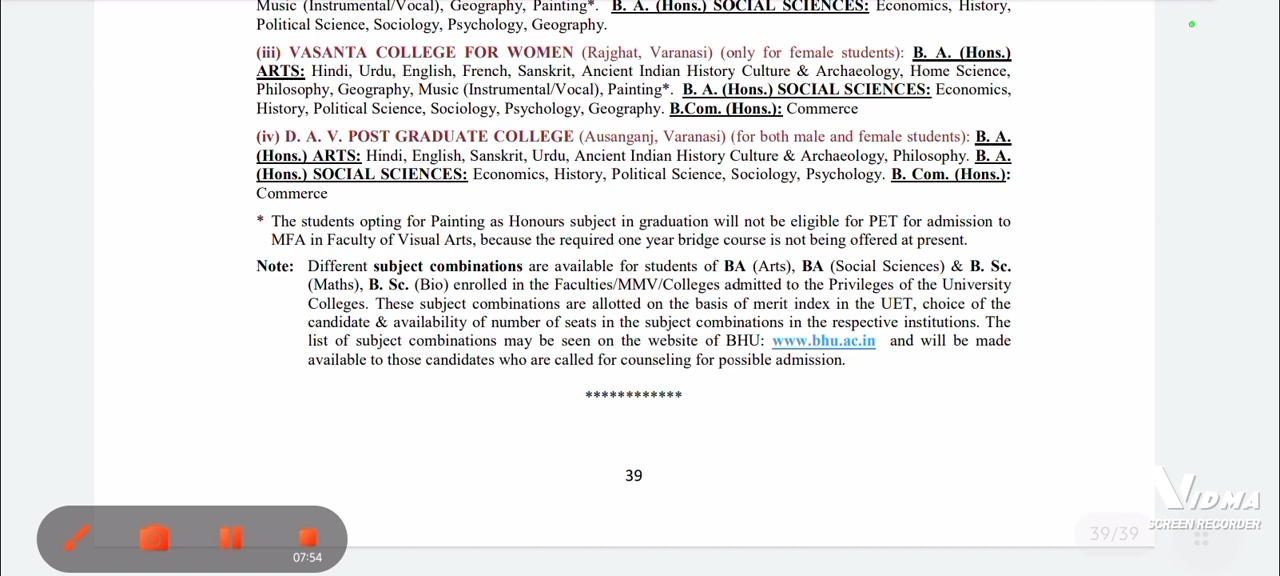 Music (Instrumental/Vocal), Geography, Painting*. B. A. (Hons.) SOCIAL SCIENCES: Economics, History,
Political Science, Sociology, Psychology, Geography.
(iii) VASANTA COLLEGE FOR WOMEN (Rajghat, Varanasi) (only for female students): B. A. (Hons.)
ARTS: Hindi, Urdu, English, French, Sanskrit, Ancient Indian History Culture & Archaeology, Home Science,
Philosophy, Geography, Music (Instrumental/Vocal), Painting*. B. A. (Hons.) SOCIAL SCIENCES: Economics,
History, Political Science, Sociology, Psychology, Geography. B.Com. (Hons.): Commerce
(iv) D. A. V. POST GRADUATE COLLEGE (Ausanganj, Varanasi) (for both male and female students): B. A.
(Hons.) ARTS: Hindi, English, Sanskrit, Urdu, Ancient Indian History Culture & Archaeology, Philosophy. B. A.
(Hons.) SOCIAL SCIENCES: Economics, History, Political Science, Sociology, Psychology. B. Com. (Hons.):
Commerce
* The students opting for Painting as Honours subject in graduation will not be eligible for PET for admission to
MFA in Faculty of Visual Arts, because the required one year bridge course is not being offered at present.
Note: Different subject combinations are available for students of BA (Arts), BA (Social Sciences) & B. Sc.
(Maths), B. Sc. (Bio) enrolled in the Faculties/MMV/Colleges admitted to the Privileges of the University
Colleges. These subject combinations are allotted on the basis of merit index in the UET, choice of the
candidate & availability of number of seats in the subject combinations in the respective institutions. The
list of subject combinations may be seen on the website of BHU: www.bhu.ac.in and will be made
available to those candidates who are called for counseling for possible admission.
************
39
07:54
39/39
VIDMA
SCREEN RECORDER